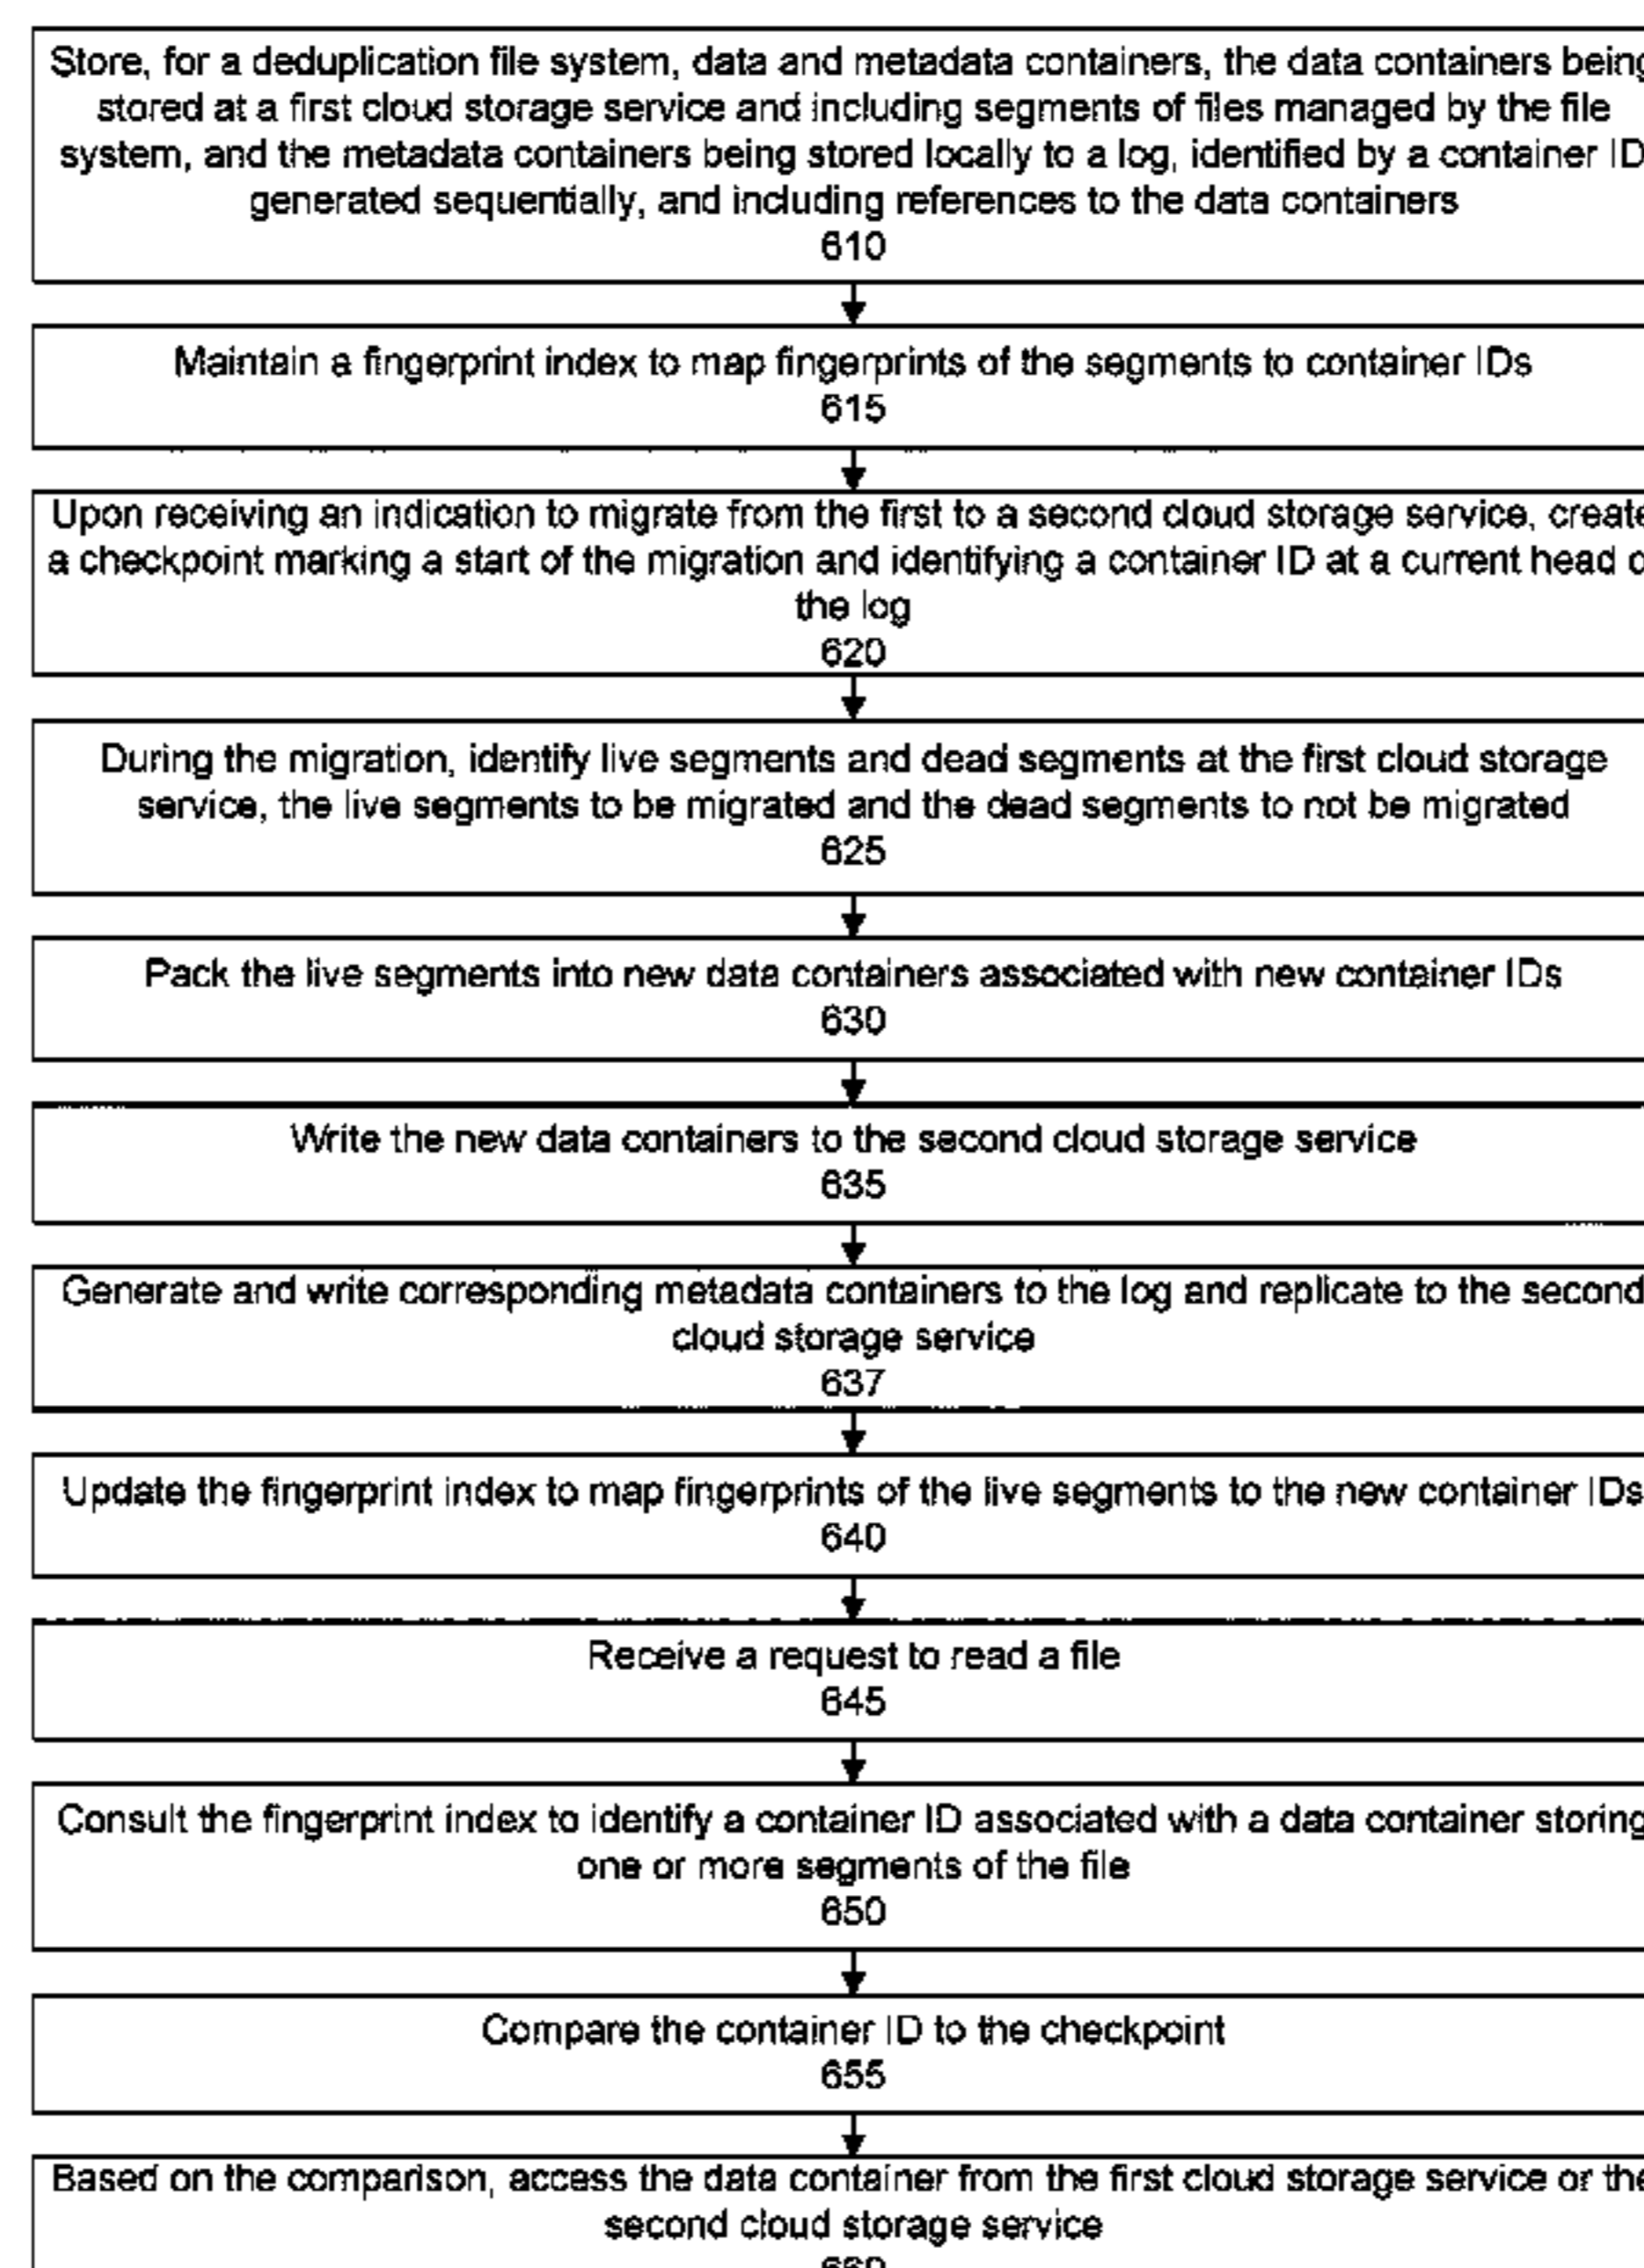 Store, for a deduplication file system, data and metadata containers, the data containers being
stored at a first cloud storage service and including segments of files managed by the file
system, and the metadata containers being stored locally to a log, identified by a container ID
generated sequentially, and including references to the data containers
610
Maintain a fingerprint index to map fingerprints of the segments to container IDs
615
Upon receiving an indication to migrate from the first to a second cloud storage service, create
a checkpoint marking a start of the migration and identifying a container ID at a current head
the log
620
During the migration, identify live segments and dead segments at the first cloud storage
service, the live segments to be migrated and the dead segments to not be migrated
625
Pack the live segments into new data containers associated with new container IDs
630
Write the new data containers to the second cloud storage service
635
Generate and write corresponding metadata containers to the log and replicate to the second
cloud storage service
637
Update the fingerprint index to map fingerprints of the live segments to the new container IDs
640
Receive a request to read a file
645
Consult the fingerprint index to identify a container ID associated with a data container storing
one or more segments of the file
650
Compare the container ID to the checkpoint
655
Based on the comparison, access the data container from the first cloud storage service or the
second cloud storage service